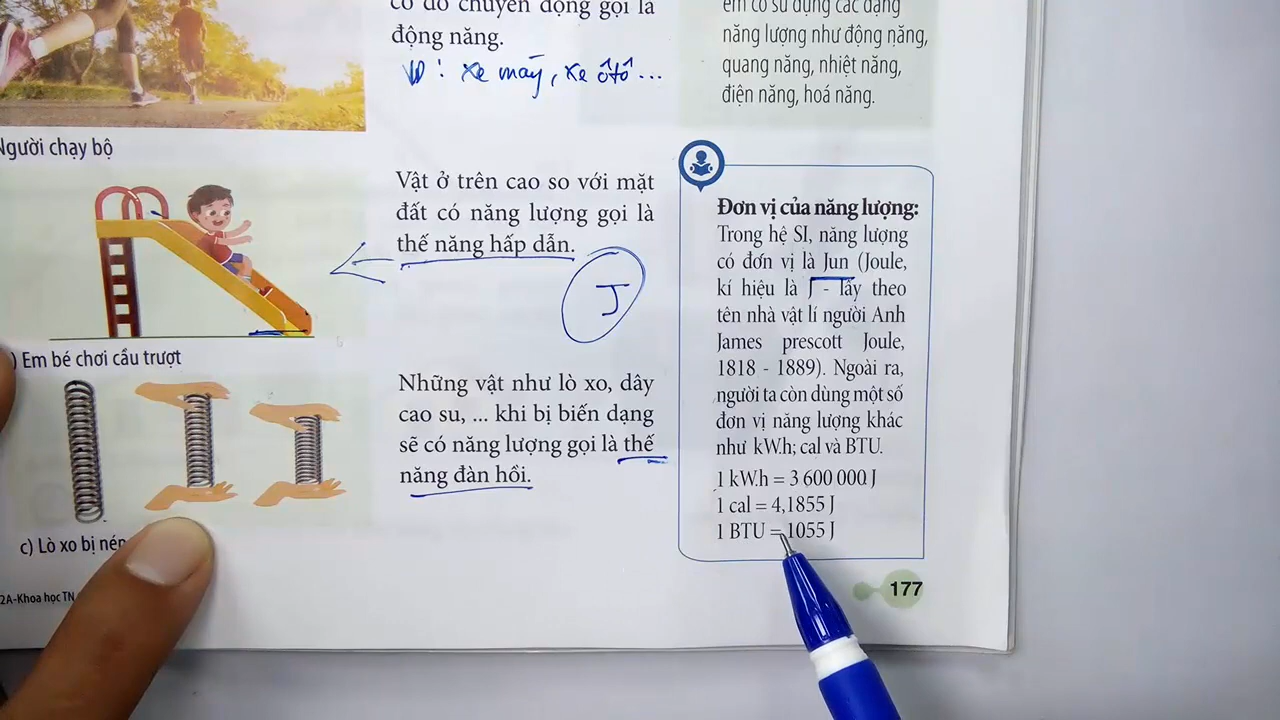 có do chuyển động gọi là
động năng.
VD: xe máy, xe ôtô...
em có sử dụng các dạng
năng lượng như động năng,
quang năng, nhiệt năng,
điện năng, hoá năng.
Người chạy bộ
Vật ở trên cao so với mặt
đất có năng lượng gọi là
thế năng hấp dẫn.
J
) Em bé chơi cầu trượt
Những vật như lò xo, dây
cao su, ... khi bị biến dạng
sẽ có năng lượng gọi là thế
năng đàn hồi.
c) Lò xo bị nén
2A-Khoa học TN
Đơn vị của năng lượng:
Trong hệ SI, năng lượng
có đơn vị là Jun (Joule,
kí hiệu là J - lấy theo
tên nhà vật lí người Anh
James prescott Joule,
1818 - 1889). Ngoài ra,
người ta còn dùng một số
đơn vị năng lượng khác
như kW.h; cal và BTU.
1 kW.h = 3 600 000 J
1 cal = 4,1855 J
1 BTU = 1055 J
177